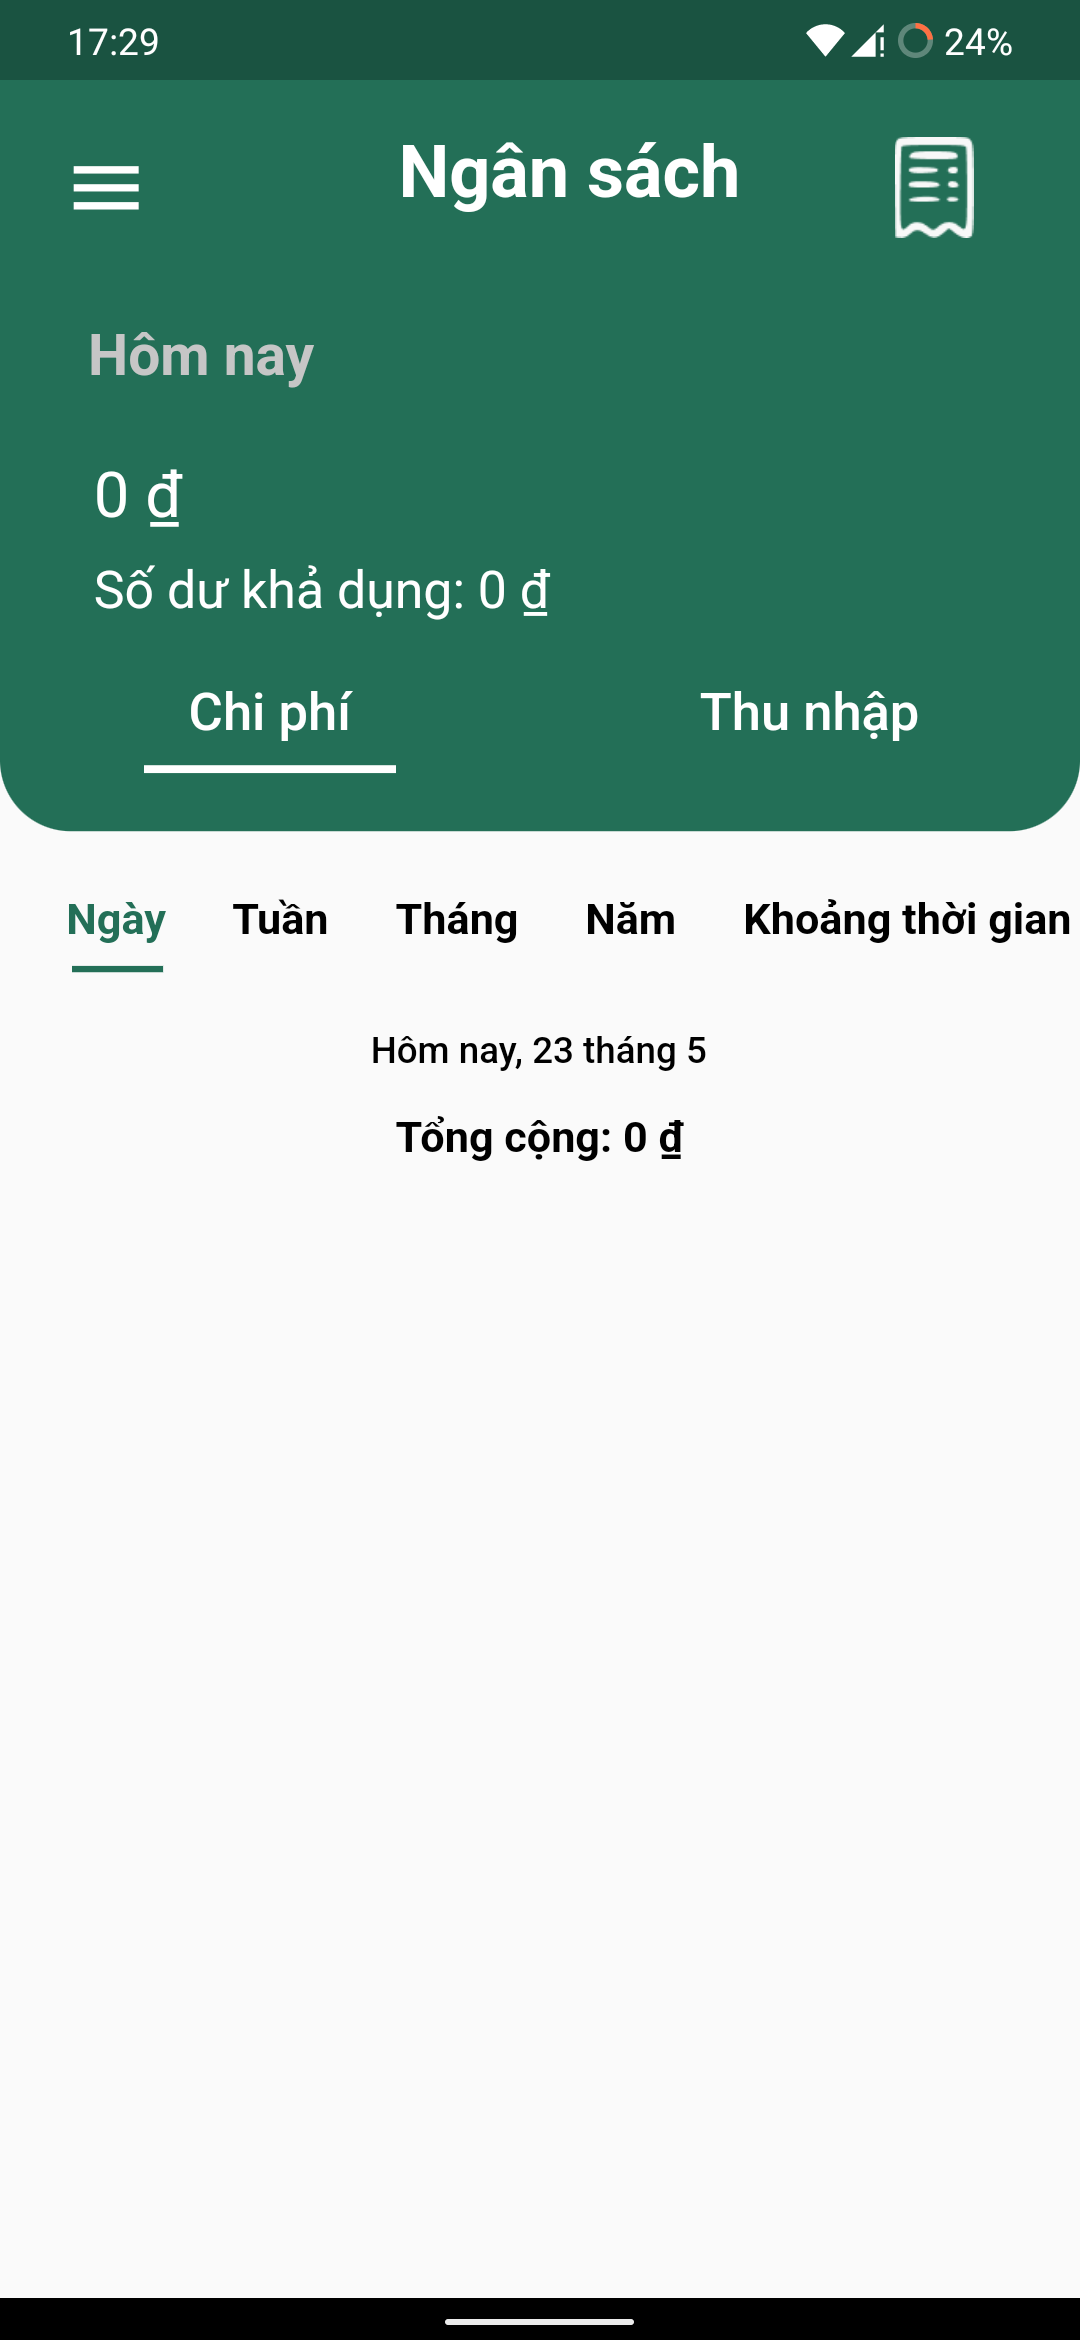 17:29 24%
Ngân sách
Hôm nay
0 ₫
Số dư khả dụng: 0 ₫
Chi phí Thu nhập
Ngày Tuần Tháng Năm Khoảng thời gian
Hôm nay, 23 tháng 5
Tổng cộng: 0 ₫